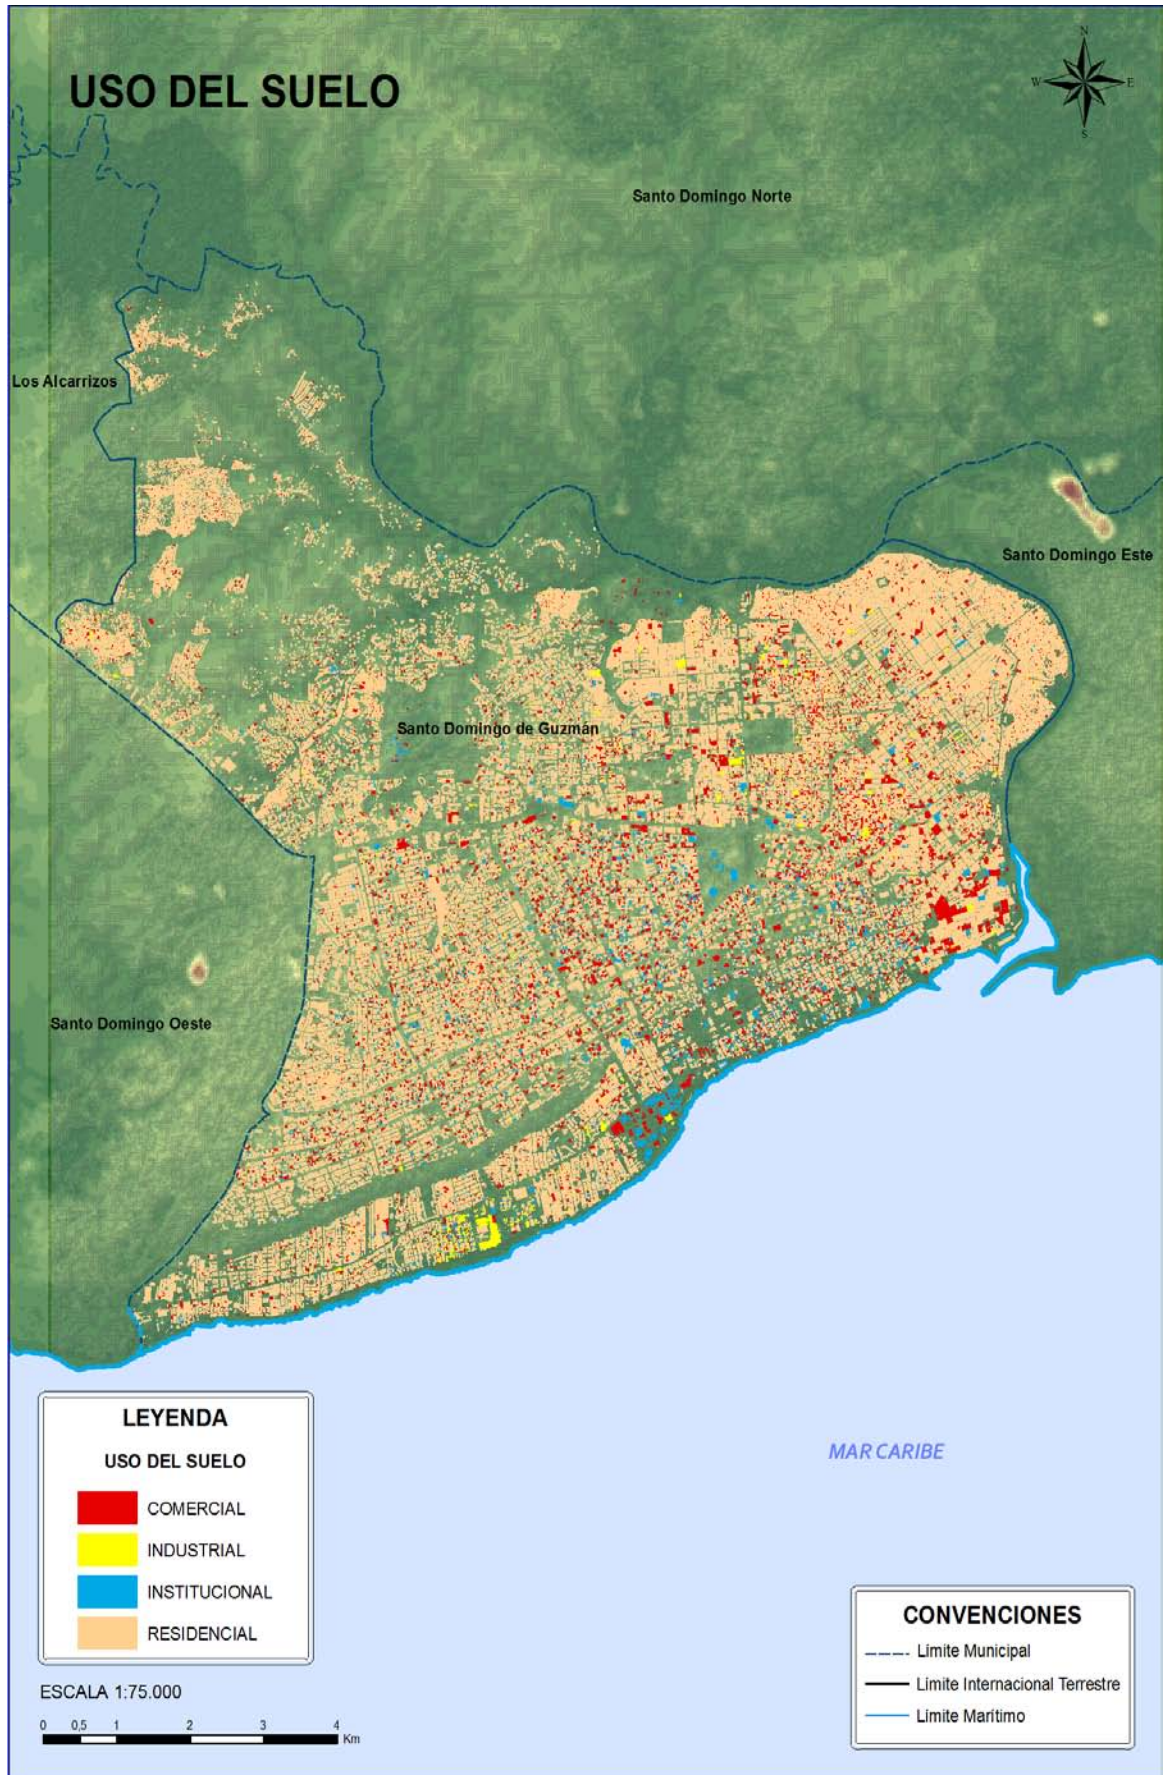 USO DEL SUELO
N
W
E
S
Santo Domingo Norte
Los Alcarrizos
Santo Domingo Este
Santo Domingo de Guzmán
Santo Domingo Oeste
MAR CARIBE
LEYENDA
USO DEL SUELO
COMERCIAL
INDUSTRIAL
INSTITUCIONAL
RESIDENCIAL
ESCALA 1:75.000
0 0,5 1 2 3 4
Km
CONVENCIONES
Limite Municipal
Limite Internacional Terrestre
Limite Marítimo